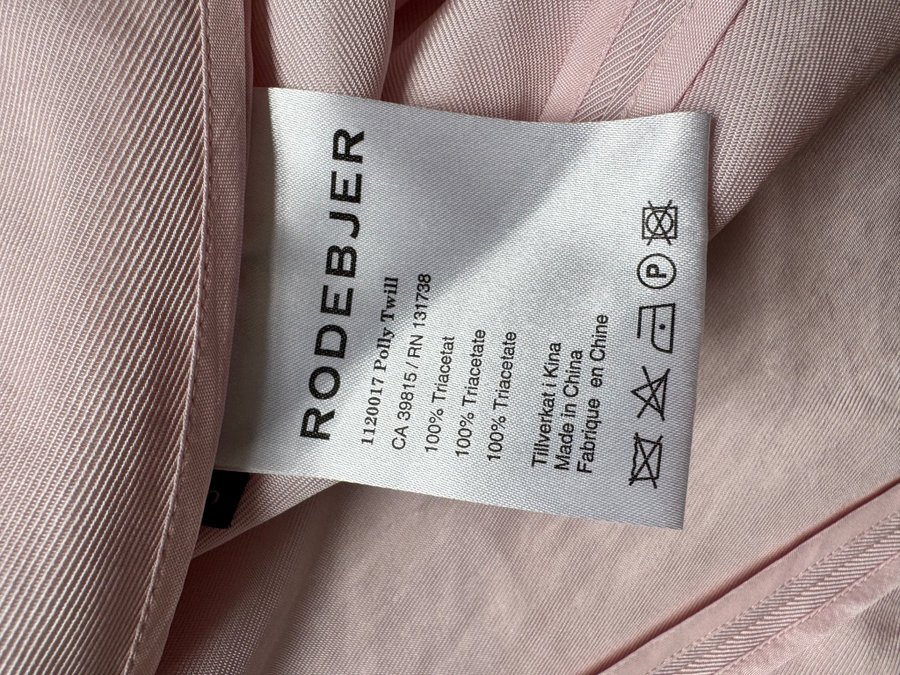 RODEBJER
1120017 Polly Twill
CA 39815 / RN 131738
100% Triacetat
100% Triacetate
100% Triacetate
Tillverkat i Kina
Made in China
Fabrique en Chine
P